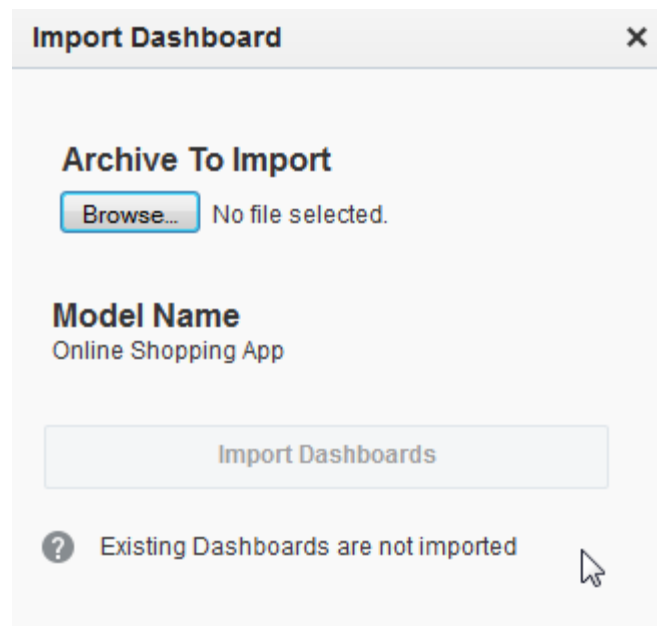 Import Dashboard
Archive To Import
Browse... No file selected.
Model Name
Online Shopping App
Import Dashboards
? Existing Dashboards are not imported